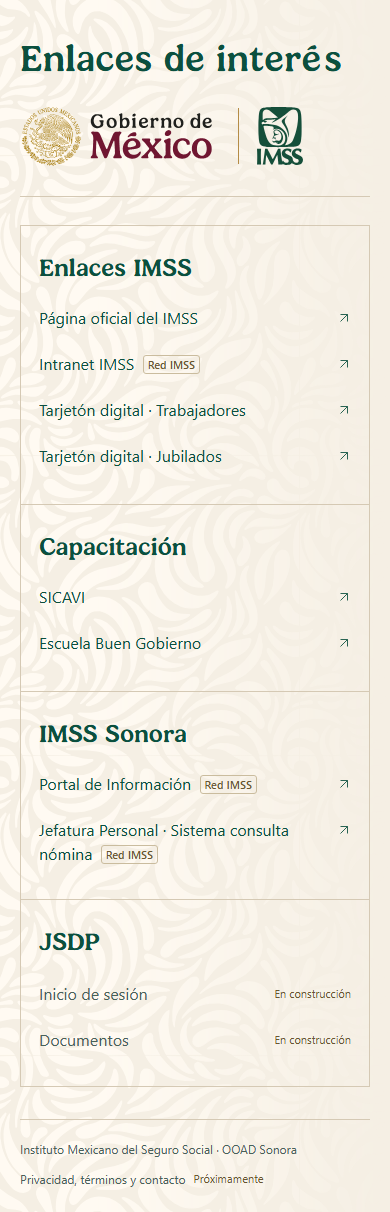 Enlaces de interés
ESTADOS UNIDOS MEXICANOS
Gobierno de
México
IMSS
Enlaces IMSS
Página oficial del IMSS
Intranet IMSS Red IMSS
Tarjetón digital · Trabajadores
Tarjetón digital · Jubilados
Capacitación
SICAVI
Escuela Buen Gobierno
IMSS Sonora
Portal de Información Red IMSS
Jefatura Personal · Sistema consulta
nómina Red IMSS
JSDP
Inicio de sesión En construcción
Documentos En construcción
Instituto Mexicano del Seguro Social · OOAD Sonora
Privacidad, términos y contacto Próximamente